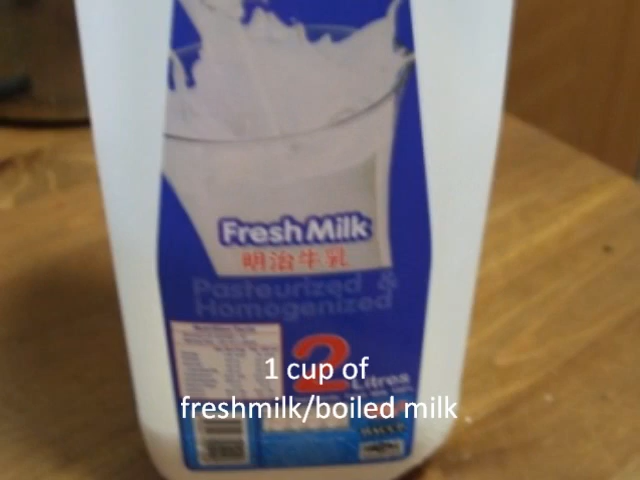 Fresh Milk
明治牛乳
Pasteurized &
Homogenized
2
Litres
1 cup of
freshmilk/boiled milk